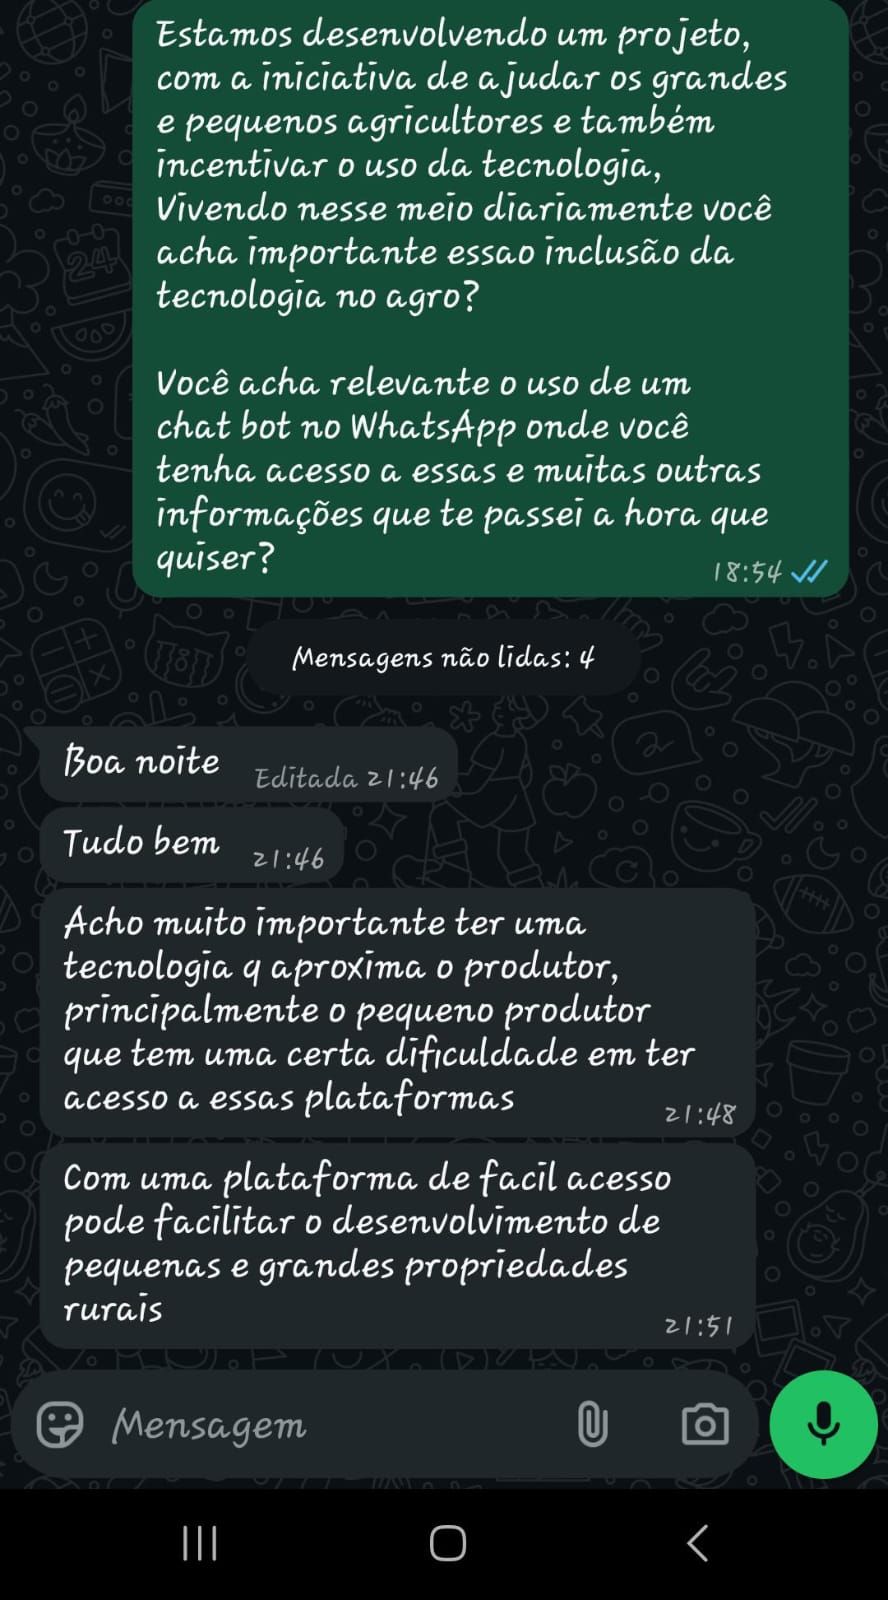 Estamos desenvolvendo um projeto,
com a iniciativa de ajudar os grandes
e pequenos agricultores e também
incentivar o uso da tecnologia,
Vivendo nesse meio diariamente você
acha importante essao inclusão da
tecnologia no agro?
Você acha relevante o uso de um
chat bot no WhatsApp onde você
tenha acesso a essas e muitas outras
informações que te passei a hora que
quiser?
18:54
Mensagens não lidas: 4
Boa noite
Editada 21:46
Tudo bem
21:46
Acho muito importante ter uma
tecnologia q aproxima o produtor,
principalmente o pequeno produtor
que tem uma certa dificuldade em ter
acesso a essas plataformas
21:48
Com uma plataforma de facil acesso
pode facilitar o desenvolvimento de
pequenas e grandes propriedades
rurais
21:51
Mensagem